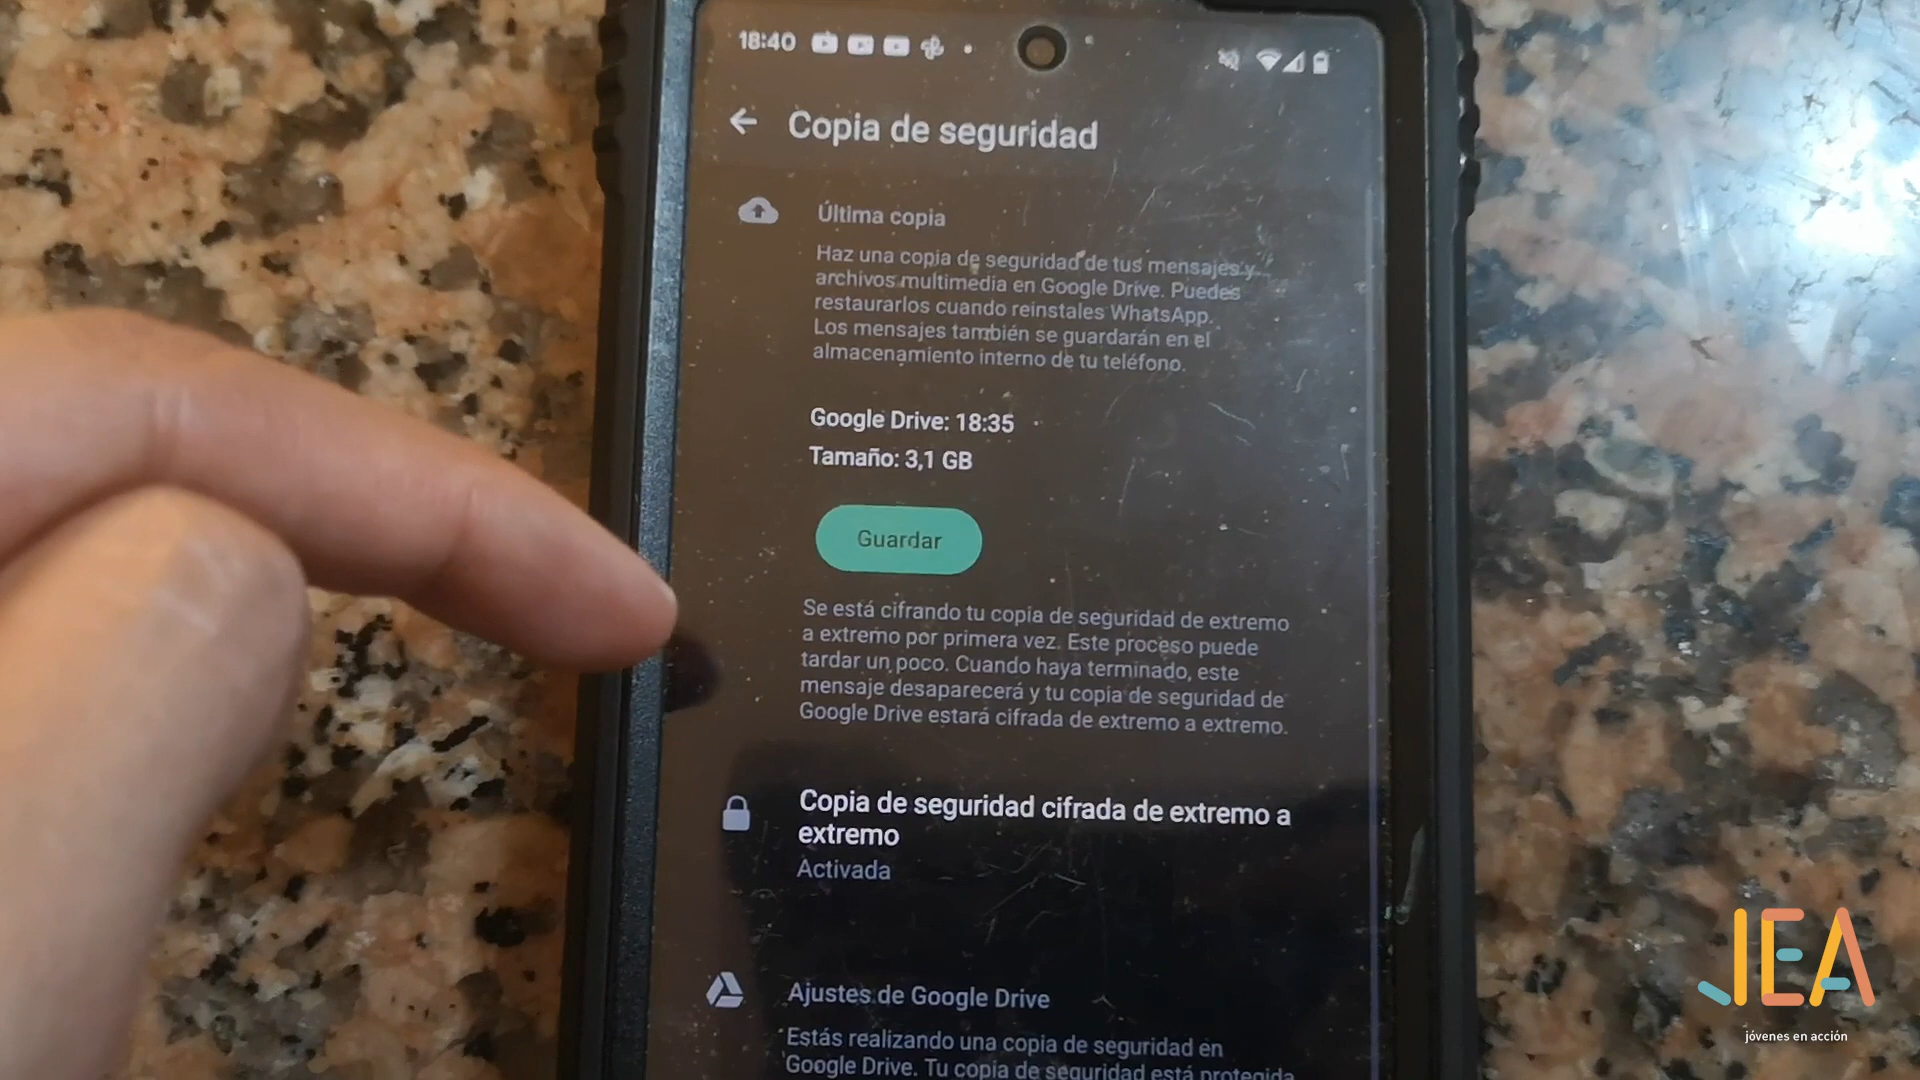 18:40
Copia de seguridad
Última copia
Haz una copia de seguridad de tus mensajes y
archivos multimedia en Google Drive. Puedes
restaurarlos cuando reinstales WhatsApp.
Los mensajes también se guardarán en el
almacenamiento interno de tu teléfono.
Google Drive: 18:35
Tamaño: 3,1 GB
Guardar
Se está cifrando tu copia de seguridad de extremo
a extremo por primera vez. Este proceso puede
tardar un poco. Cuando haya terminado, este
mensaje desaparecerá y tu copia de seguridad de
Google Drive estará cifrada de extremo a extremo.
Copia de seguridad cifrada de extremo a
extremo
Activada
Ajustes de Google Drive
Estás realizando una copia de seguridad en
Google Drive. Tu copia de seguridad está protegida
JEA
jóvenes en acción